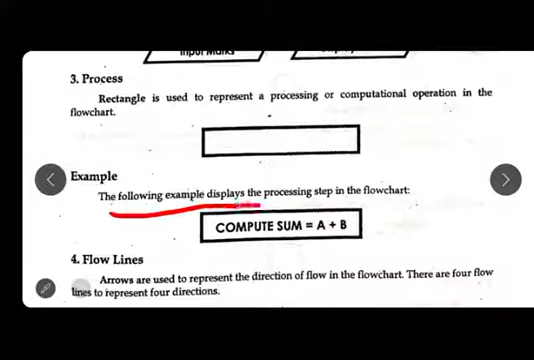 Input Marks
3. Process
Rectangle is used to represent a processing or computational operation in the
flowchart.
Example
The following example displays the processing step in the flowchart:
COMPUTE SUM = A + B
4. Flow Lines
Arrows are used to represent the direction of flow in the flowchart. There are four flow
lines to represent four directions.